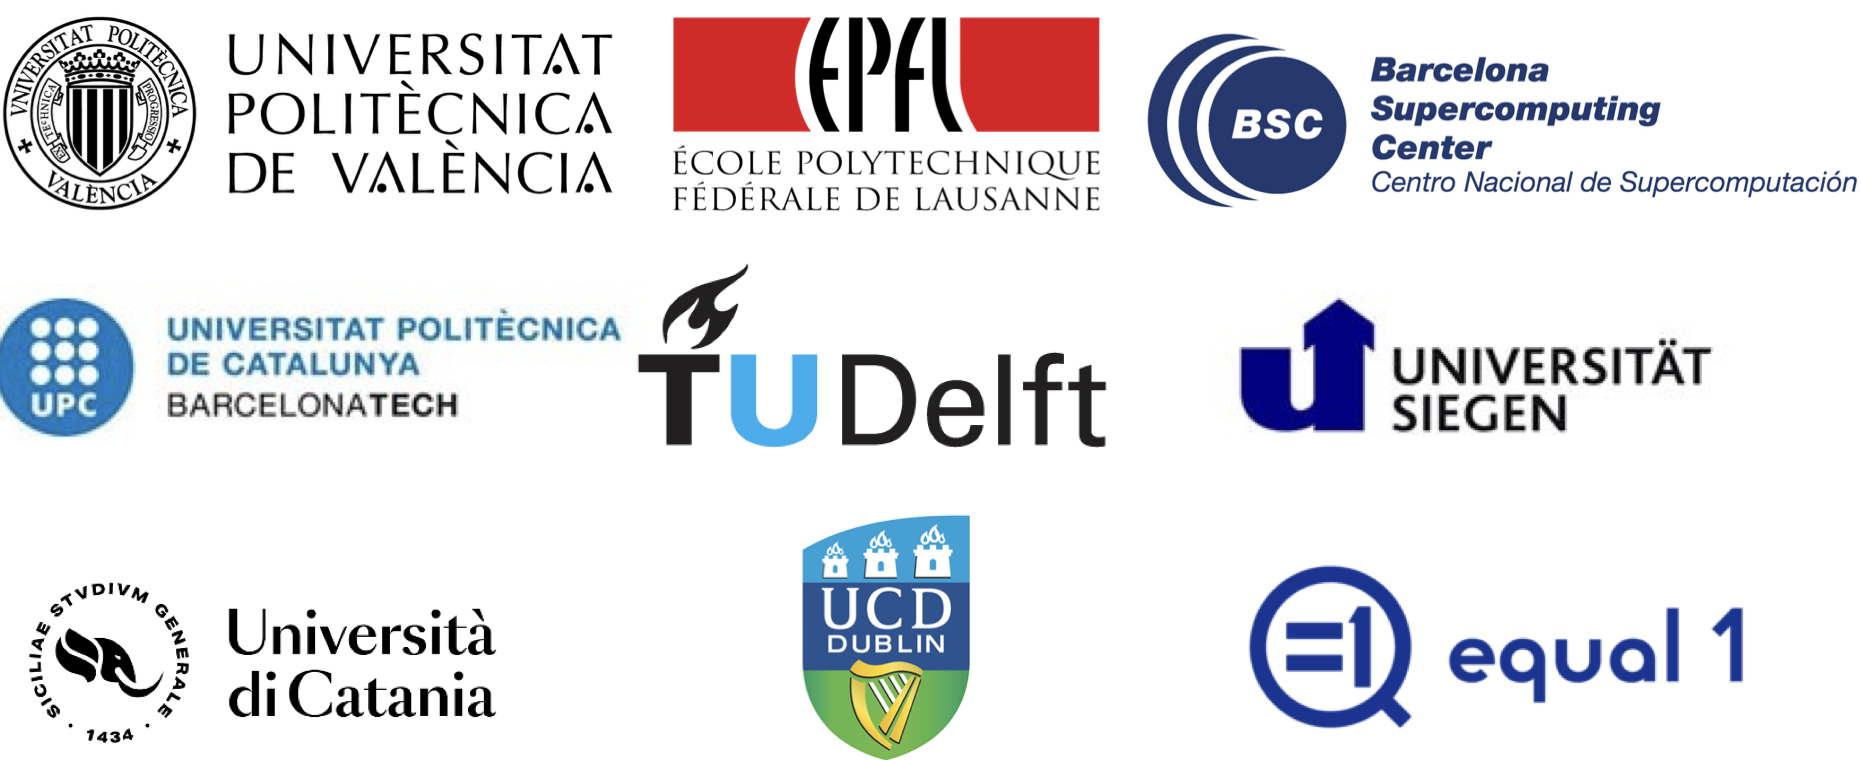 VNIVERSITAT POLITÈCNICA
EX TECHNICA
PROGRESSIO
VALÈNCIA
UNIVERSITAT
POLITÈCNICA
DE VALÈNCIA
EPFL
ÉCOLE POLYTECHNIQUE
FÉDÉRALE DE LAUSANNE
BSC
Barcelona
Supercomputing
Center
Centro Nacional de Supercomputación
UPC
UNIVERSITAT POLITÈCNICA
DE CATALUNYA
BARCELONATECH
TUDelft
UNIVERSITÄT
SIEGEN
SICILIAE STVDIVM GENERALE
1434
Università
di Catania
UCD
DUBLIN
=1
equal 1